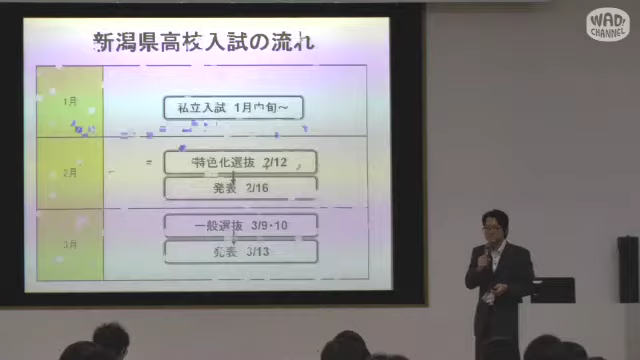 WAD!
CHANNEL
新潟県高校入試の流れ
1月
私立入試 1月中旬～
2月
特色化選抜 2/12
発表 2/16
3月
一般選抜 3/9・10
発表 3/13